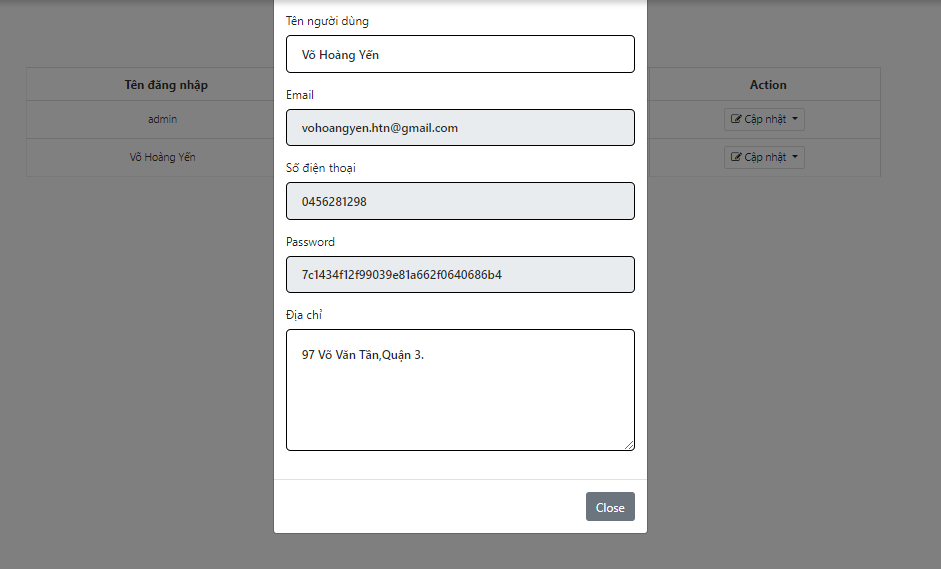 Tên người dùng
Võ Hoàng Yến
Tên đăng nhập
Action
Email
admin
vohoangyen.htn@gmail.com
Cập nhật
Võ Hoàng Yến
Cập nhật
Số điện thoại
0456281298
Password
7c1434f12f99039e81a662f0640686b4
Địa chỉ
97 Võ Văn Tần,Quận 3.
Close